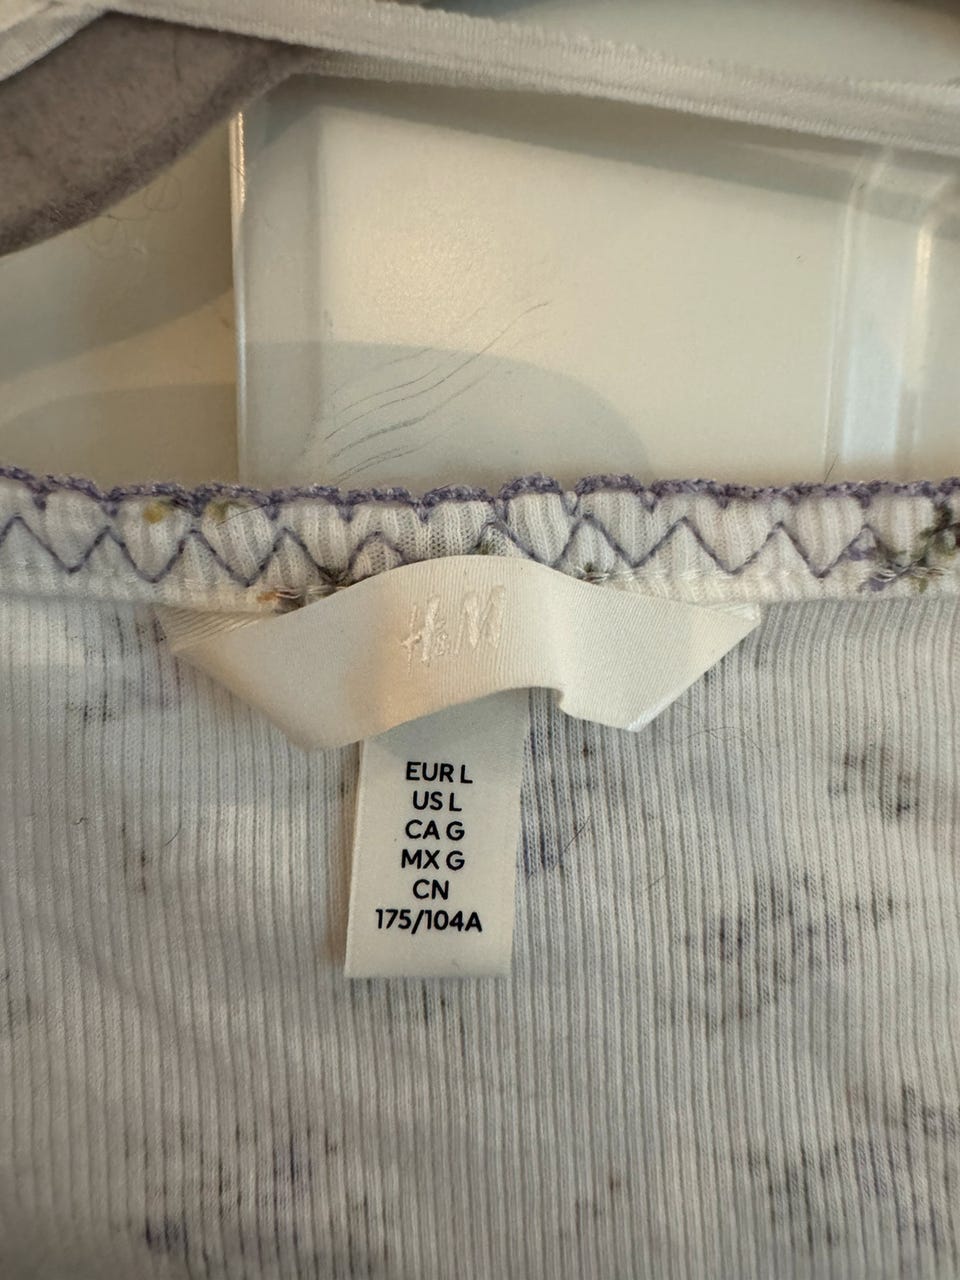 H&M
EUR L
US L
CA G
MX G
CN
175/104A